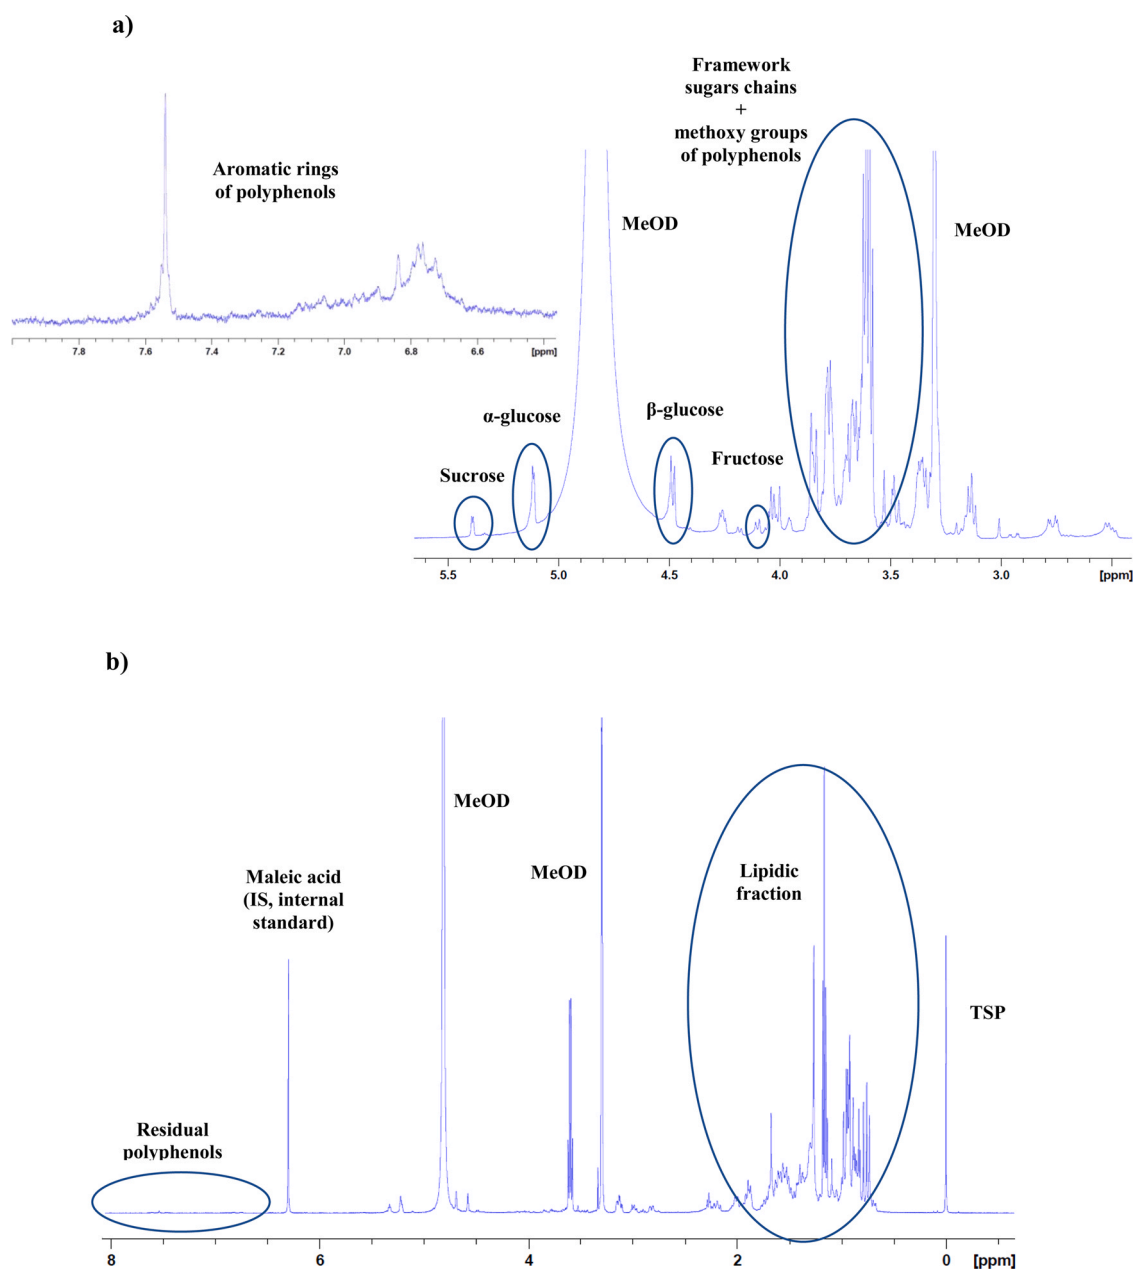 a)
Framework
sugars chains
+
methoxy groups
of polyphenols
Aromatic rings
of polyphenols
MeOD
MeOD
α-glucose
β-glucose
Sucrose
Fructose
7.8 7.6 7.4 7.2 7.0 6.8 6.6 [ppm]
5.5 5.0 4.5 4.0 3.5 3.0 [ppm]
b)
MeOD
MeOD
Lipidic
fraction
Maleic acid
(IS, internal
standard)
TSP
Residual
polyphenols
8 6 4 2 0 [ppm]